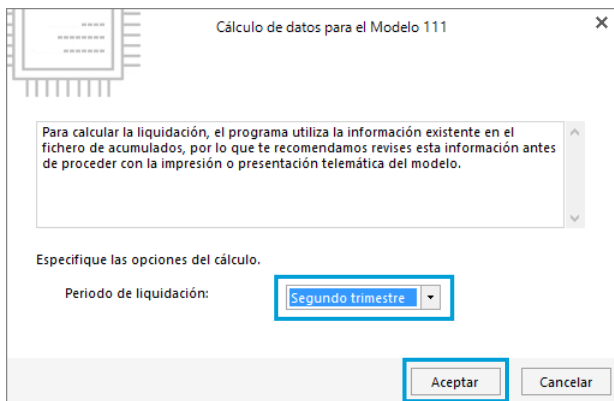 Cálculo de datos para el Modelo 111
Para calcular la liquidación, el programa utiliza la información existente en el
fichero de acumulados, por lo que te recomendamos revises esta información antes
de proceder con la impresión o presentación telemática del modelo.
Especifique las opciones del cálculo.
Periodo de liquidación:
Segundo trimestre
Aceptar
Cancelar